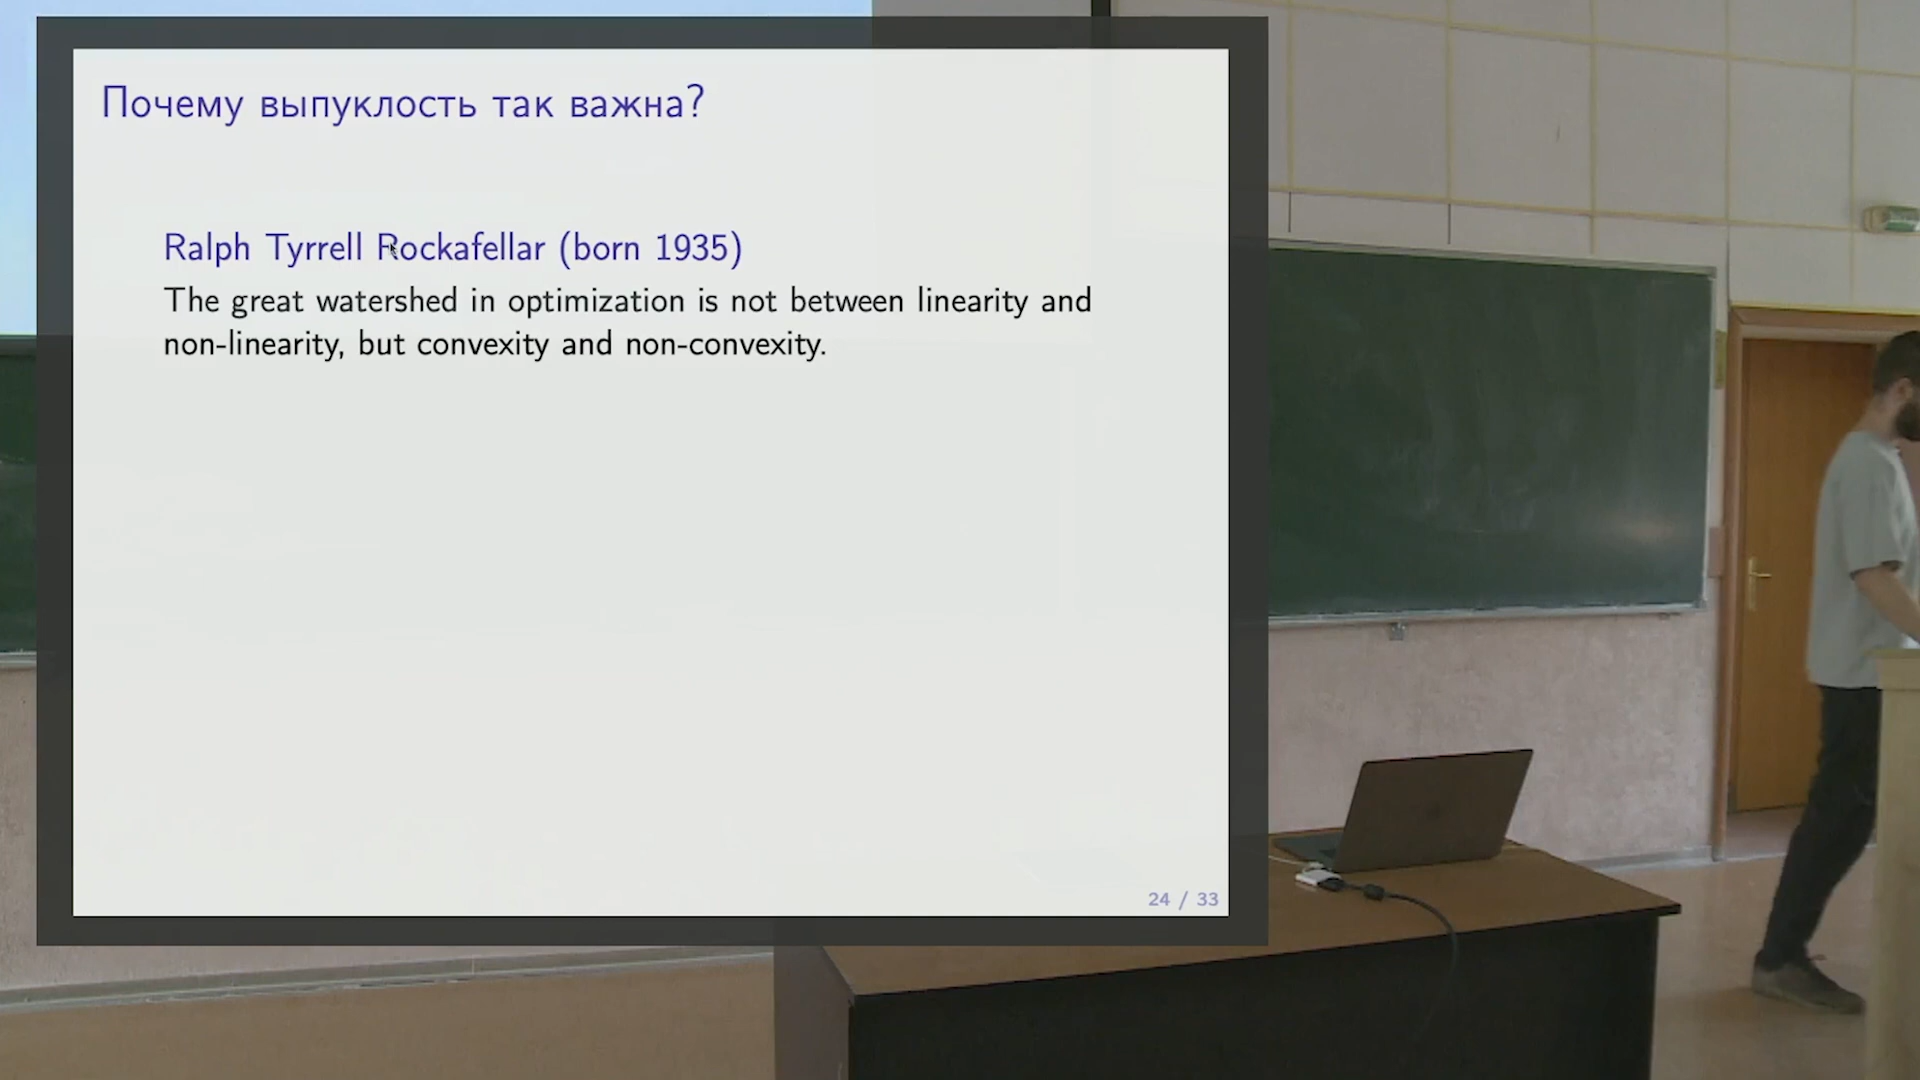 Почему выпуклость так важна?
Ralph Tyrrell Rockafellar (born 1935)
The great watershed in optimization is not between linearity and
non-linearity, but convexity and non-convexity.
24 / 33